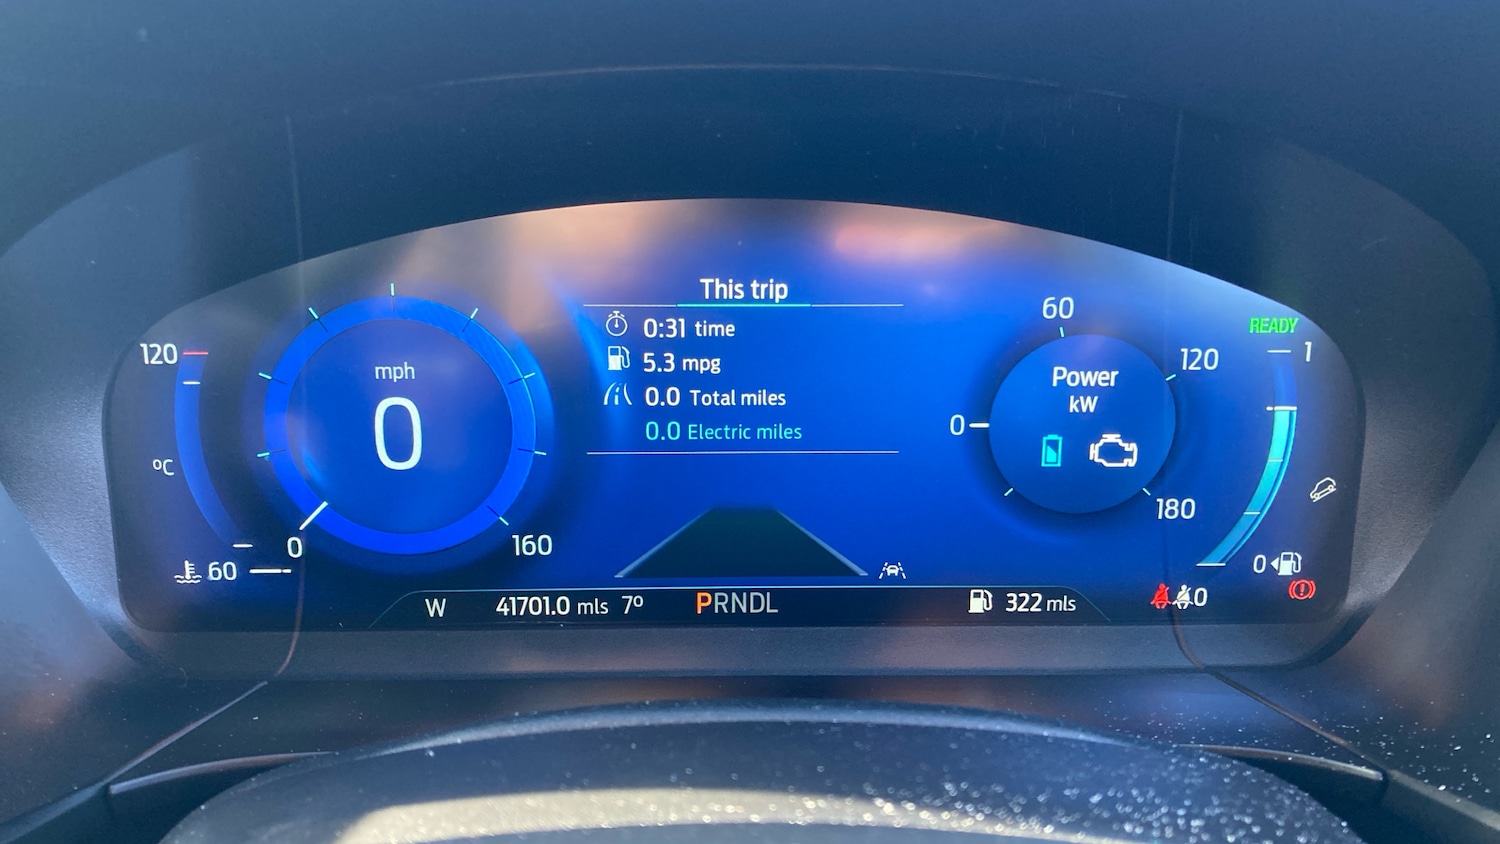 This trip
0:31 time
5.3 mpg
0.0 Total miles
0.0 Electric miles
120
ºC
60
mph
0
0
160
60
120
180
0
Power
kW
READY
1
0
W 41701.0 mls 7º PRNDL 322 mls
0